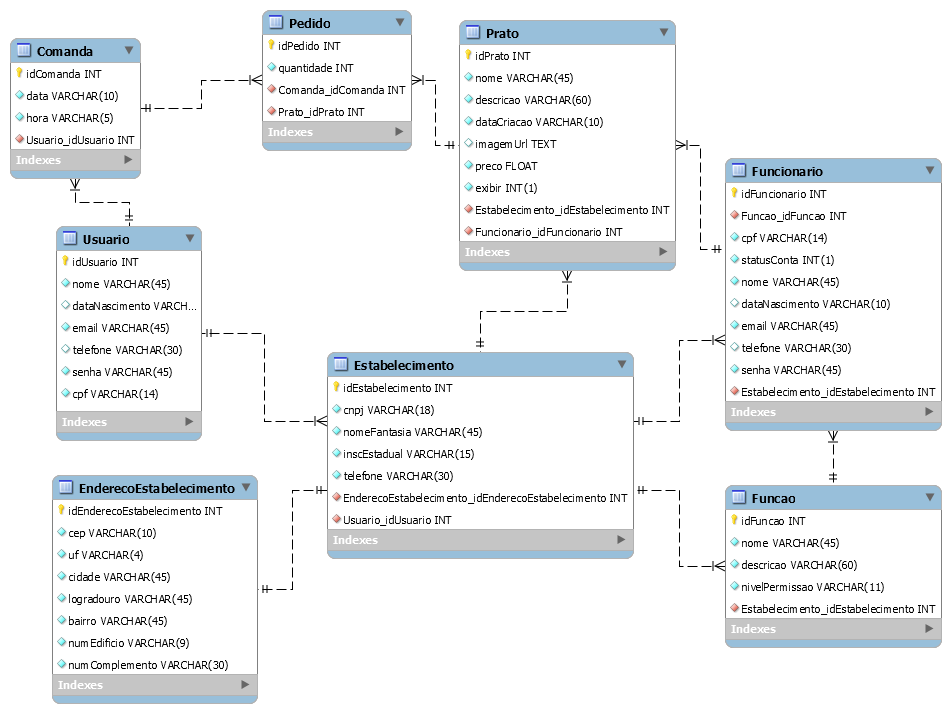 Comanda
idComanda INT
data VARCHAR(10)
hora VARCHAR(5)
Usuario_idUsuario INT
Indexes
Pedido
idPedido INT
quantidade INT
Comanda_idComanda INT
Prato_idPrato INT
Indexes
Prato
idPrato INT
nome VARCHAR(45)
descricao VARCHAR(60)
dataCriacao VARCHAR(10)
imagemUrl TEXT
preco FLOAT
exibir INT(1)
Estabelecimento_idEstabelecimento INT
Funcionario_idFuncionario INT
Indexes
Funcionario
idFuncionario INT
Funcao_idFuncao INT
cpf VARCHAR(14)
statusConta INT(1)
nome VARCHAR(45)
dataNascimento VARCHAR(10)
email VARCHAR(45)
telefone VARCHAR(30)
senha VARCHAR(45)
Estabelecimento_idEstabelecimento INT
Indexes
Usuario
idUsuario INT
nome VARCHAR(45)
dataNascimento VARCH...
email VARCHAR(45)
telefone VARCHAR(30)
senha VARCHAR(45)
cpf VARCHAR(14)
Indexes
Estabelecimento
idEstabelecimento INT
cnpj VARCHAR(18)
nomeFantasia VARCHAR(45)
inscEstadual VARCHAR(15)
telefone VARCHAR(30)
EnderecoEstabelecimento_idEnderecoEstabelecimento INT
Usuario_idUsuario INT
Indexes
EnderecoEstabelecimento
idEnderecoEstabelecimento INT
cep VARCHAR(10)
uf VARCHAR(4)
cidade VARCHAR(45)
logradouro VARCHAR(45)
bairro VARCHAR(45)
numEdificio VARCHAR(9)
numComplemento VARCHAR(30)
Indexes
Funcao
idFuncao INT
nome VARCHAR(45)
descricao VARCHAR(60)
nivelPermissao VARCHAR(11)
Estabelecimento_idEstabelecimento INT
Indexes